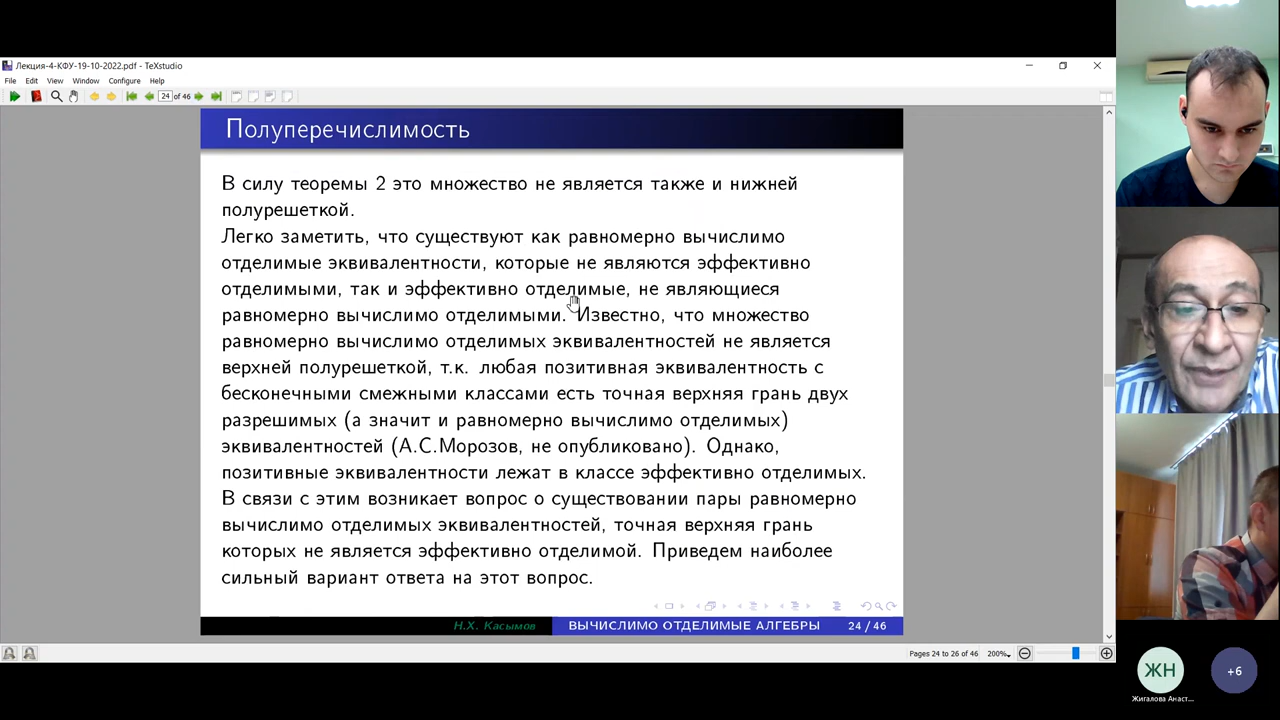 Лекция-4-КФУ-19-10-2022.pdf - TeXstudio
File Edit View Window Configure Help
24 of 46
Полуперечислимость
В силу теоремы 2 это множество не является также и нижней
полурешеткой.
Легко заметить, что существуют как равномерно вычислимо
отделимые эквивалентности, которые не являются эффективно
отделимыми, так и эффективно отделимые, не являющиеся
равномерно вычислимо отделимыми. Известно, что множество
равномерно вычислимо отделимых эквивалентностей не является
верхней полурешеткой, т.к. любая позитивная эквивалентность с
бесконечными смежными классами есть точная верхняя грань двух
разрешимых (а значит и равномерно вычислимо отделимых)
эквивалентностей (А.С.Морозов, не опубликовано). Однако,
позитивные эквивалентности лежат в классе эффективно отделимых.
В связи с этим возникает вопрос о существовании пары равномерно
вычислимо отделимых эквивалентностей, точная верхняя грань
которых не является эффективно отделимой. Приведем наиболее
сильный вариант ответа на этот вопрос.
Н.Х. Касымов ВЫЧИСЛИМО ОТДЕЛИМЫЕ АЛГЕБРЫ 24 / 46
Pages 24 to 26 of 46 200%
ЖН
+6
Жигалова Анаст...